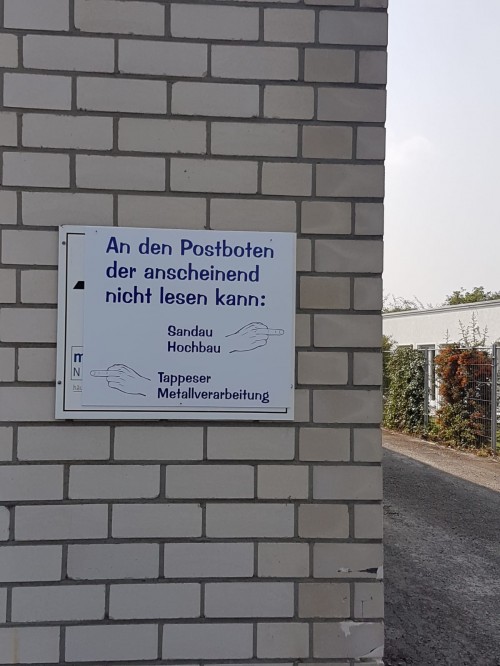 An den Postboten
der anscheinend
nicht lesen kann:
Sandau
Hochbau
Tappeser
Metallverarbeitung